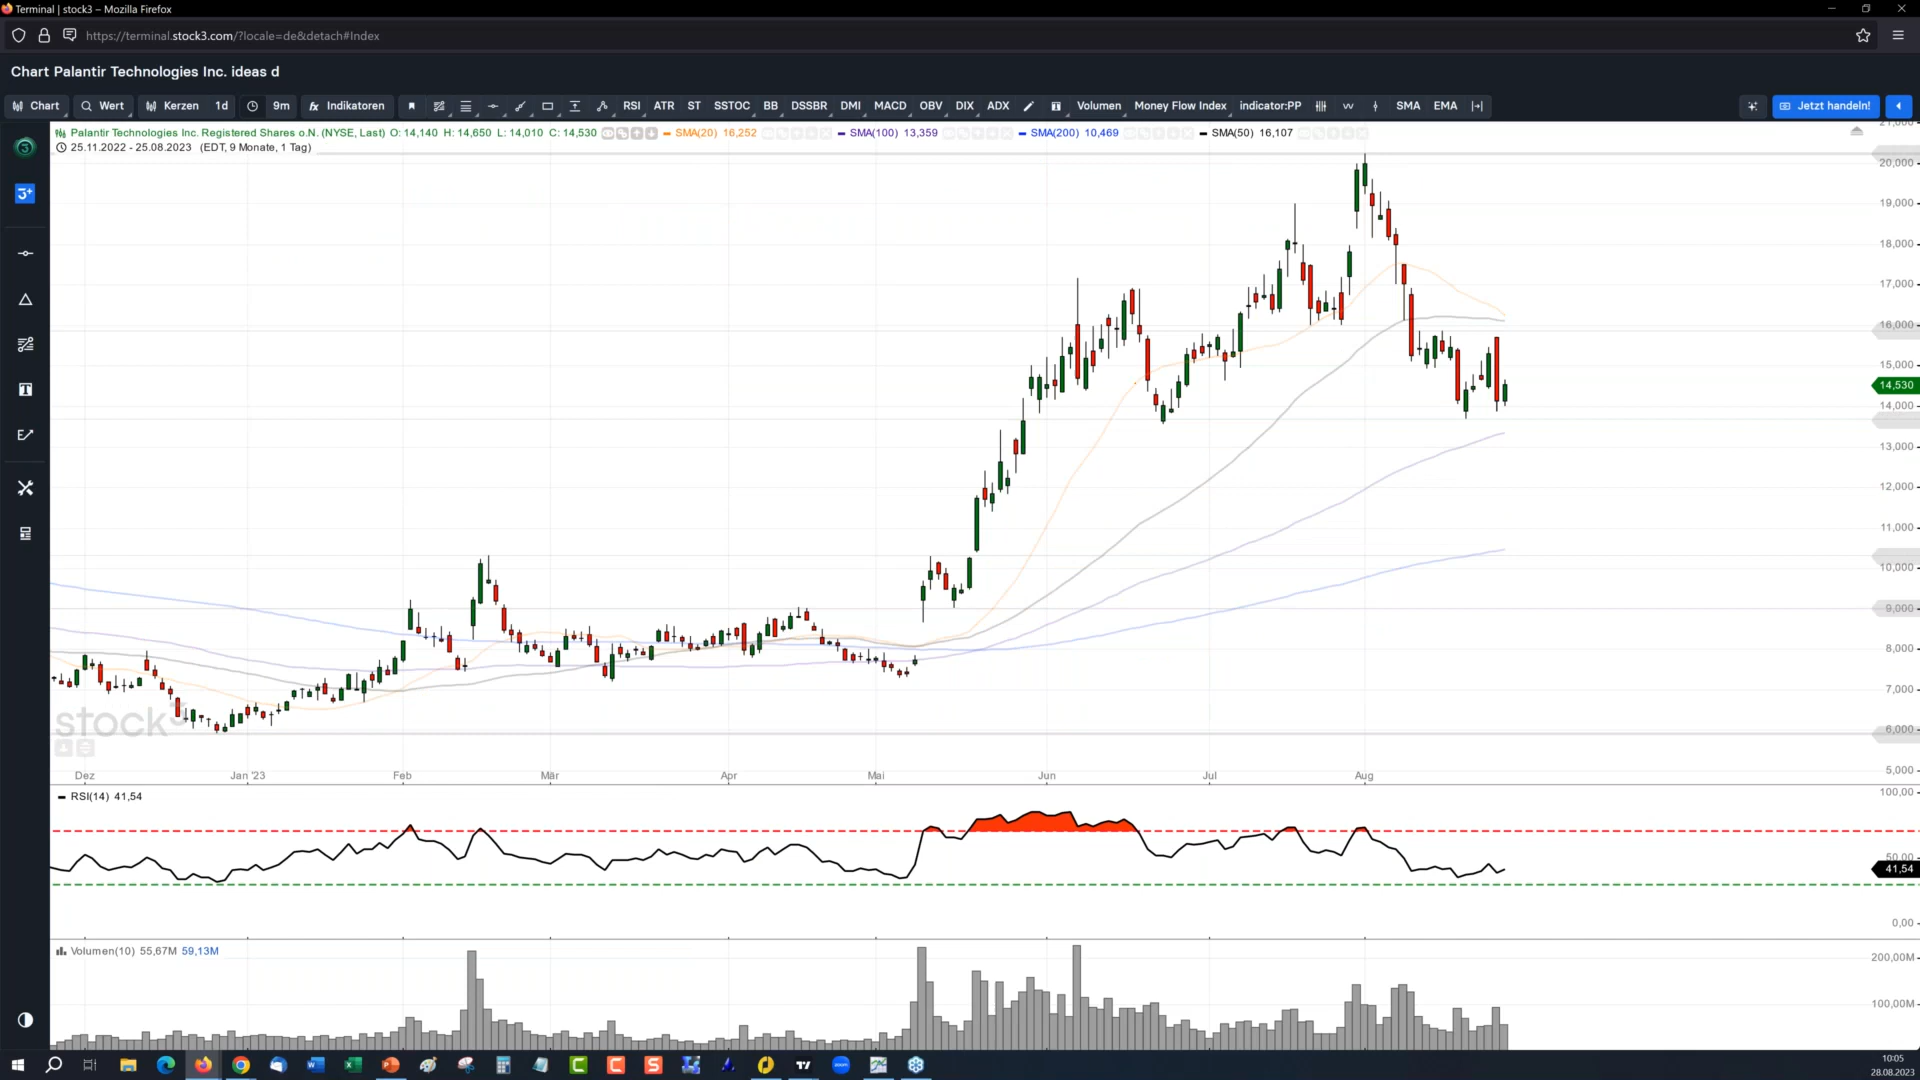 Terminal | stock3 – Mozilla Firefox
https://terminal.stock3.com/?locale=de&detach#Index
Chart Palantir Technologies Inc. ideas d
Chart Wert Kerzen 1d 9m fx Indikatoren RSI ATR ST SSTOC BB DSSBR DMI MACD OBV DIX ADX Volumen Money Flow Index indicator:PP SMA EMA Jetzt handeln!
Palantir Technologies Inc. Registered Shares o.N. (NYSE, Last) O: 14,140 H: 14,650 L: 14,010 C: 14,530 SMA(20) 16,252 SMA(100) 13,359 SMA(200) 10,469 SMA(50) 16,107
25.11.2022 - 25.08.2023 (EDT, 9 Monate, 1 Tag)
21,000
20,000
19,000
18,000
17,000
16,000
15,000
14,530
14,000
13,000
12,000
11,000
10,000
9,000
8,000
7,000
stock3
6,000
5,000
Dez Jan '23 Feb Mär Apr Mai Jun Jul Aug
RSI(14) 41,54
100,00
50,00
41,54
0,00
Volumen(10) 55,67M 59,13M
200,00M
100,00M
10:05
28.08.2023